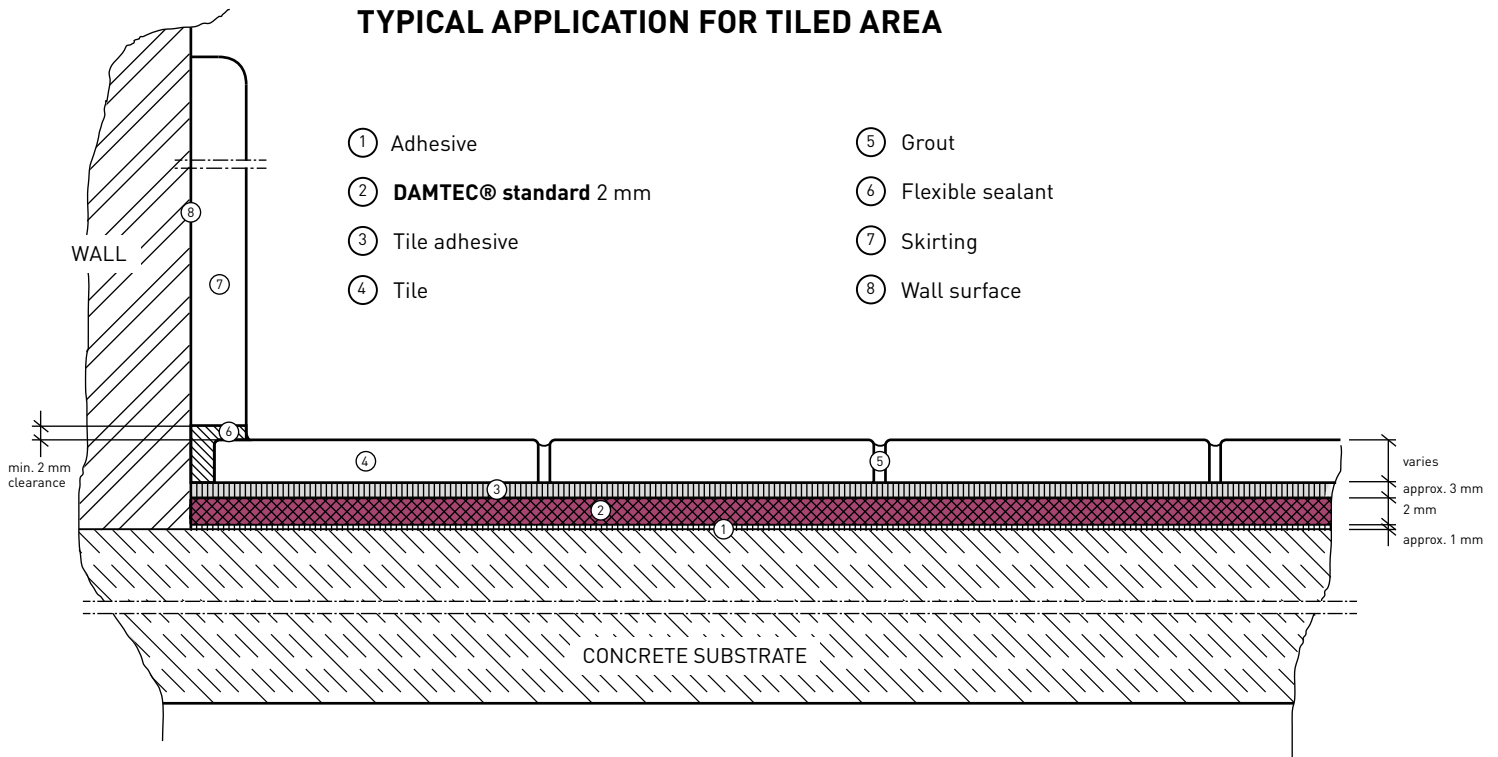 TYPICAL APPLICATION FOR TILED AREA
1 Adhesive
2 DAMTEC® standard 2 mm
3 Tile adhesive
4 Tile
5 Grout
6 Flexible sealant
7 Skirting
8 Wall surface
8
WALL
7
6
min. 2 mm
clearance
4
5
3
2
1
varies
approx. 3 mm
2 mm
approx. 1 mm
CONCRETE SUBSTRATE